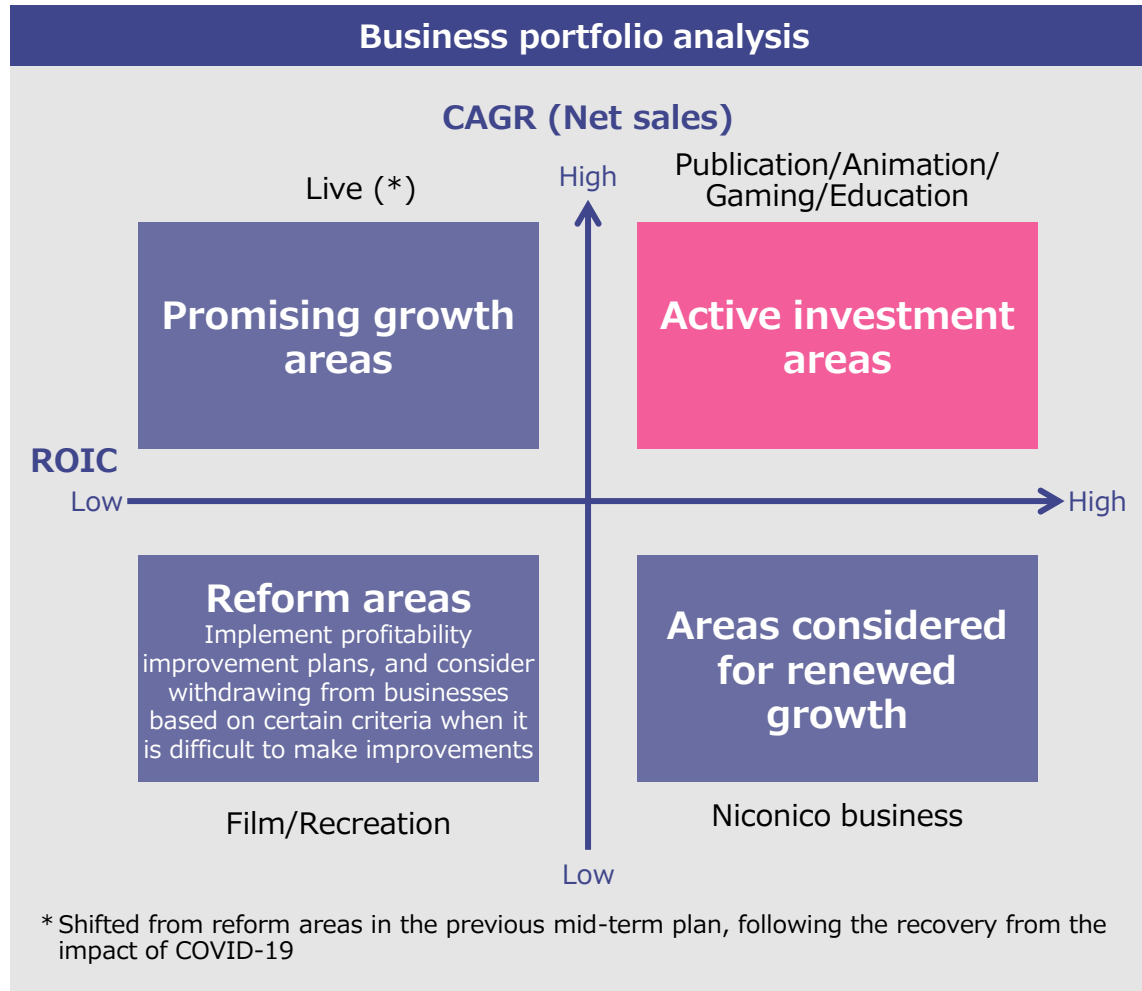 Business portfolio analysis
CAGR (Net sales)
Live (*)
High
Publication/Animation/
Gaming/Education
Promising growth
areas
Active investment
areas
ROIC
Low
High
Reform areas
Implement profitability
improvement plans, and consider
withdrawing from businesses
based on certain criteria when it
is difficult to make improvements
Areas considered
for renewed
growth
Film/Recreation
Niconico business
Low
* Shifted from reform areas in the previous mid-term plan, following the recovery from the
impact of COVID-19